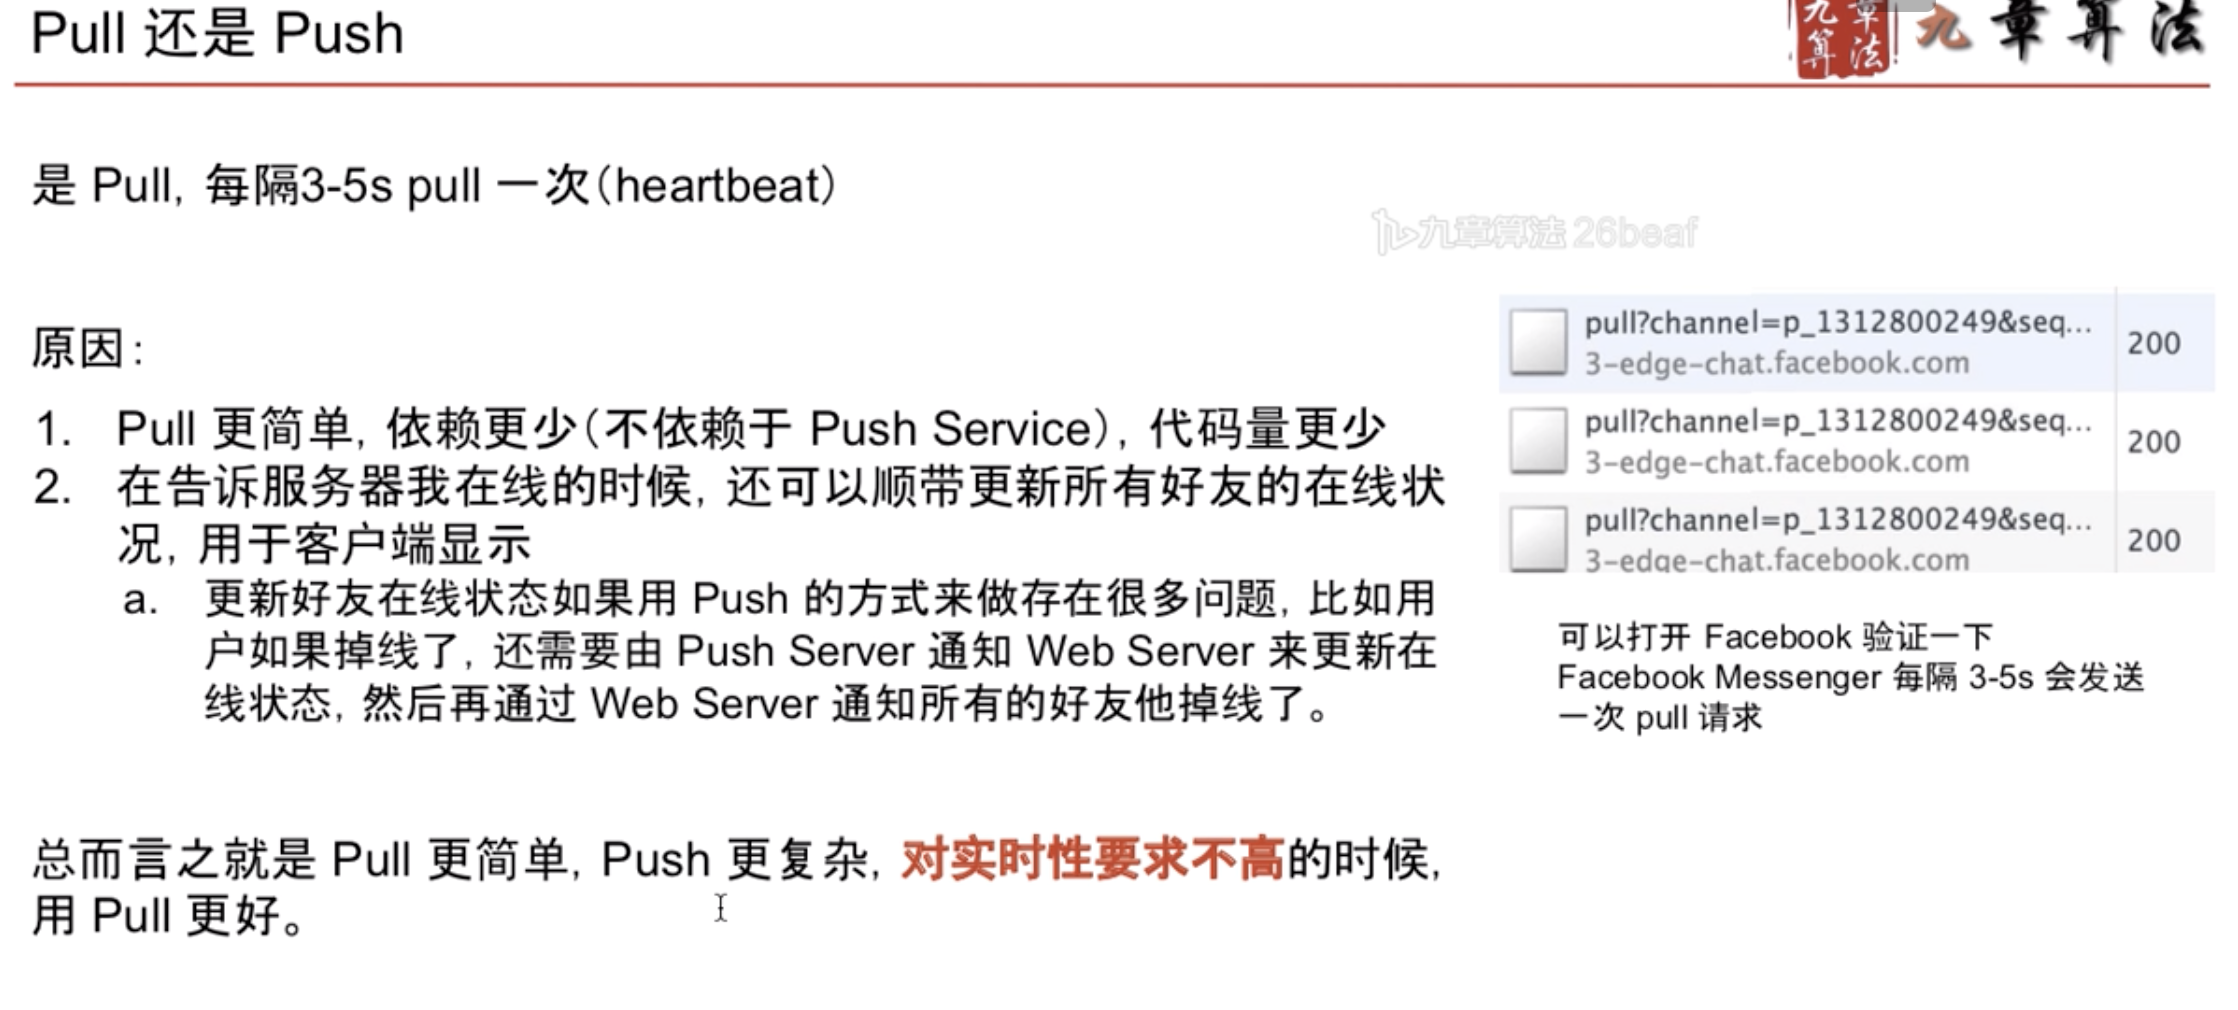 Pull 还是 Push
九章算法
九章算法
是 Pull, 每隔3-5s pull 一次(heartbeat)
九章算法 26beaf
原因:
1. Pull 更简单, 依赖更少(不依赖于 Push Service), 代码量更少
2. 在告诉服务器我在线的时候, 还可以顺带更新所有好友的在线状
况, 用于客户端显示
a. 更新好友在线状态如果用 Push 的方式来做存在很多问题, 比如用
户如果掉线了, 还需要由 Push Server 通知 Web Server 来更新在
线状态, 然后再通过 Web Server 通知所有的好友他掉线了。
pull?channel=p_1312800249&seq... 200
3-edge-chat.facebook.com
pull?channel=p_1312800249&seq... 200
3-edge-chat.facebook.com
pull?channel=p_1312800249&seq... 200
3-edge-chat.facebook.com
可以打开 Facebook 验证一下
Facebook Messenger 每隔 3-5s 会发送
一次 pull 请求
总而言之就是 Pull 更简单, Push 更复杂, 对实时性要求不高的时候,
用 Pull 更好。